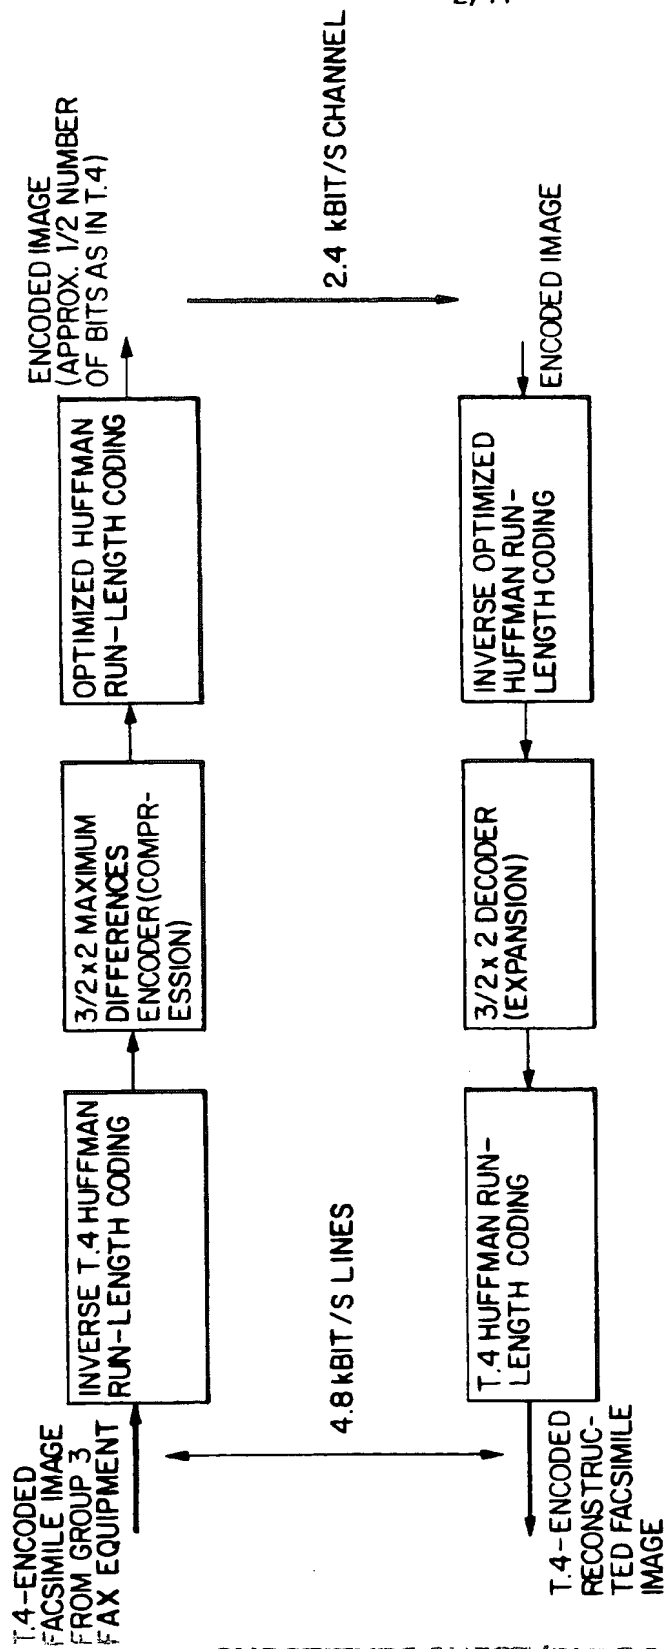 T.4-ENCODED
FACSIMILE IMAGE
FROM GROUP 3
FAX EQUIPMENT
INVERSE T.4 HUFFMAN
RUN-LENGTH CODING
3/2x2 MAXIMUM
DIFFERENCES
ENCODER (COMPR-
ESSION)
OPTIMIZED HUFFMAN
RUN-LENGTH CODING
ENCODED IMAGE
(APPROX. 1/2 NUMBER
OF BITS AS IN T.4)
4.8 kBIT/S LINES
2.4 kBIT/S CHANNEL
T.4-ENCODED
RECONSTRUC-
TED FACSIMILE
IMAGE
T.4 HUFFMAN RUN-
LENGTH CODING
3/2 x 2 DECODER
(EXPANSION)
INVERSE OPTIMIZED
HUFFMAN RUN-
LENGTH CODING
ENCODED IMAGE